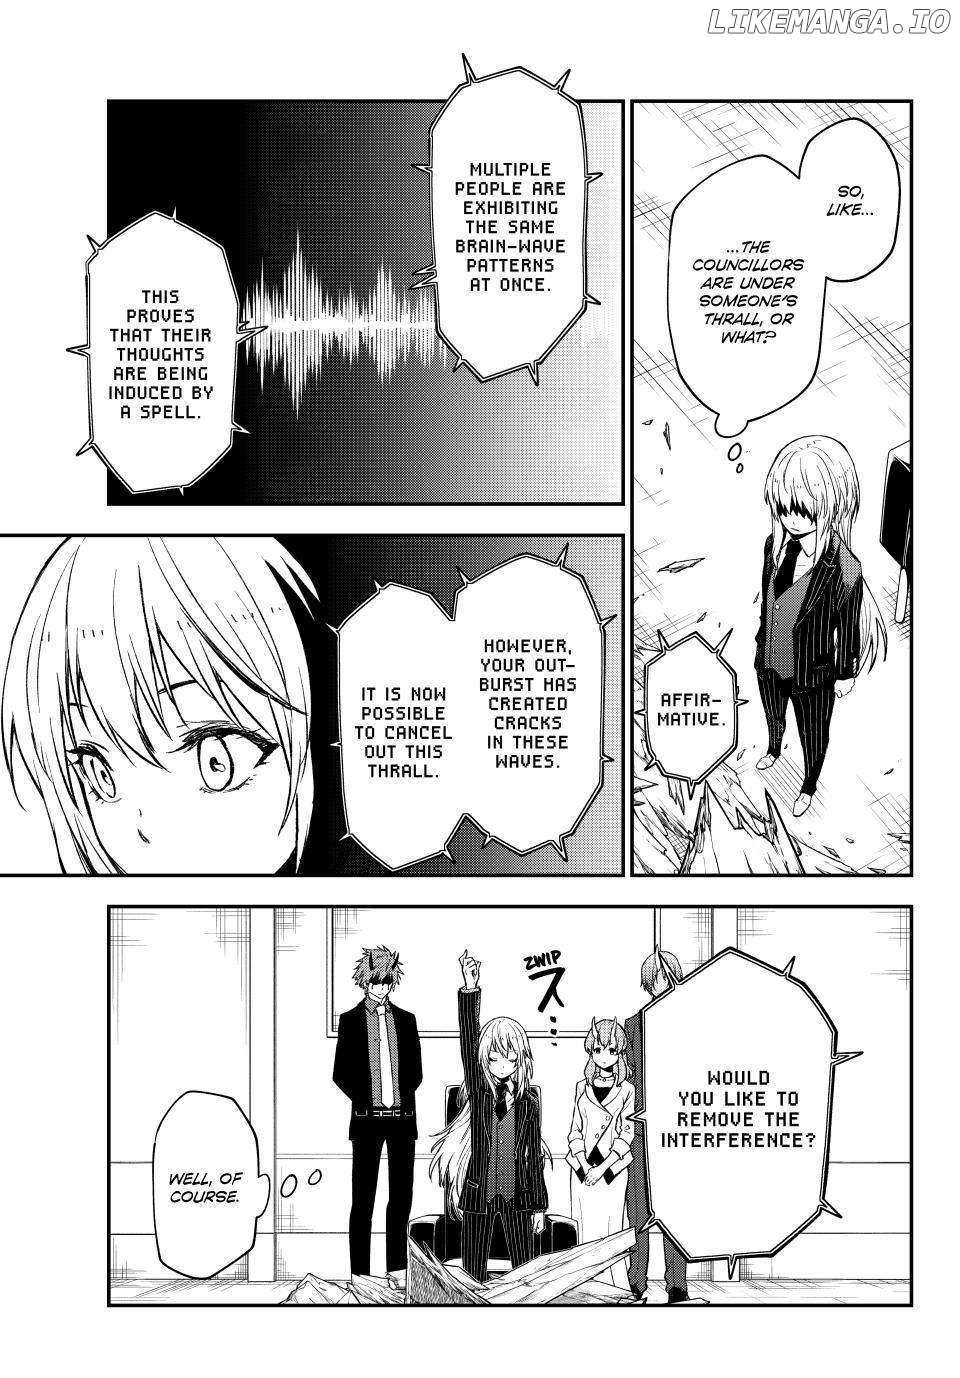 LIKEMANGA.IO
SO,
LIKE...
...THE
COUNCILLORS
ARE UNDER
SOMEONE'S
THRALL, OR
WHAT?
AFFIR-
MATIVE.
MULTIPLE
PEOPLE ARE
EXHIBITING
THE SAME
BRAIN-WAVE
PATTERNS
AT ONCE.
THIS
PROVES
THAT THEIR
THOUGHTS
ARE BEING
INDUCED BY
A SPELL.
HOWEVER,
YOUR OUT-
BURST HAS
CREATED
CRACKS
IN THESE
WAVES.
IT IS NOW
POSSIBLE
TO CANCEL
OUT THIS
THRALL.
WOULD
YOU LIKE TO
REMOVE THE
INTERFERENCE?
ZWIP
ス...
WELL, OF
COURSE.